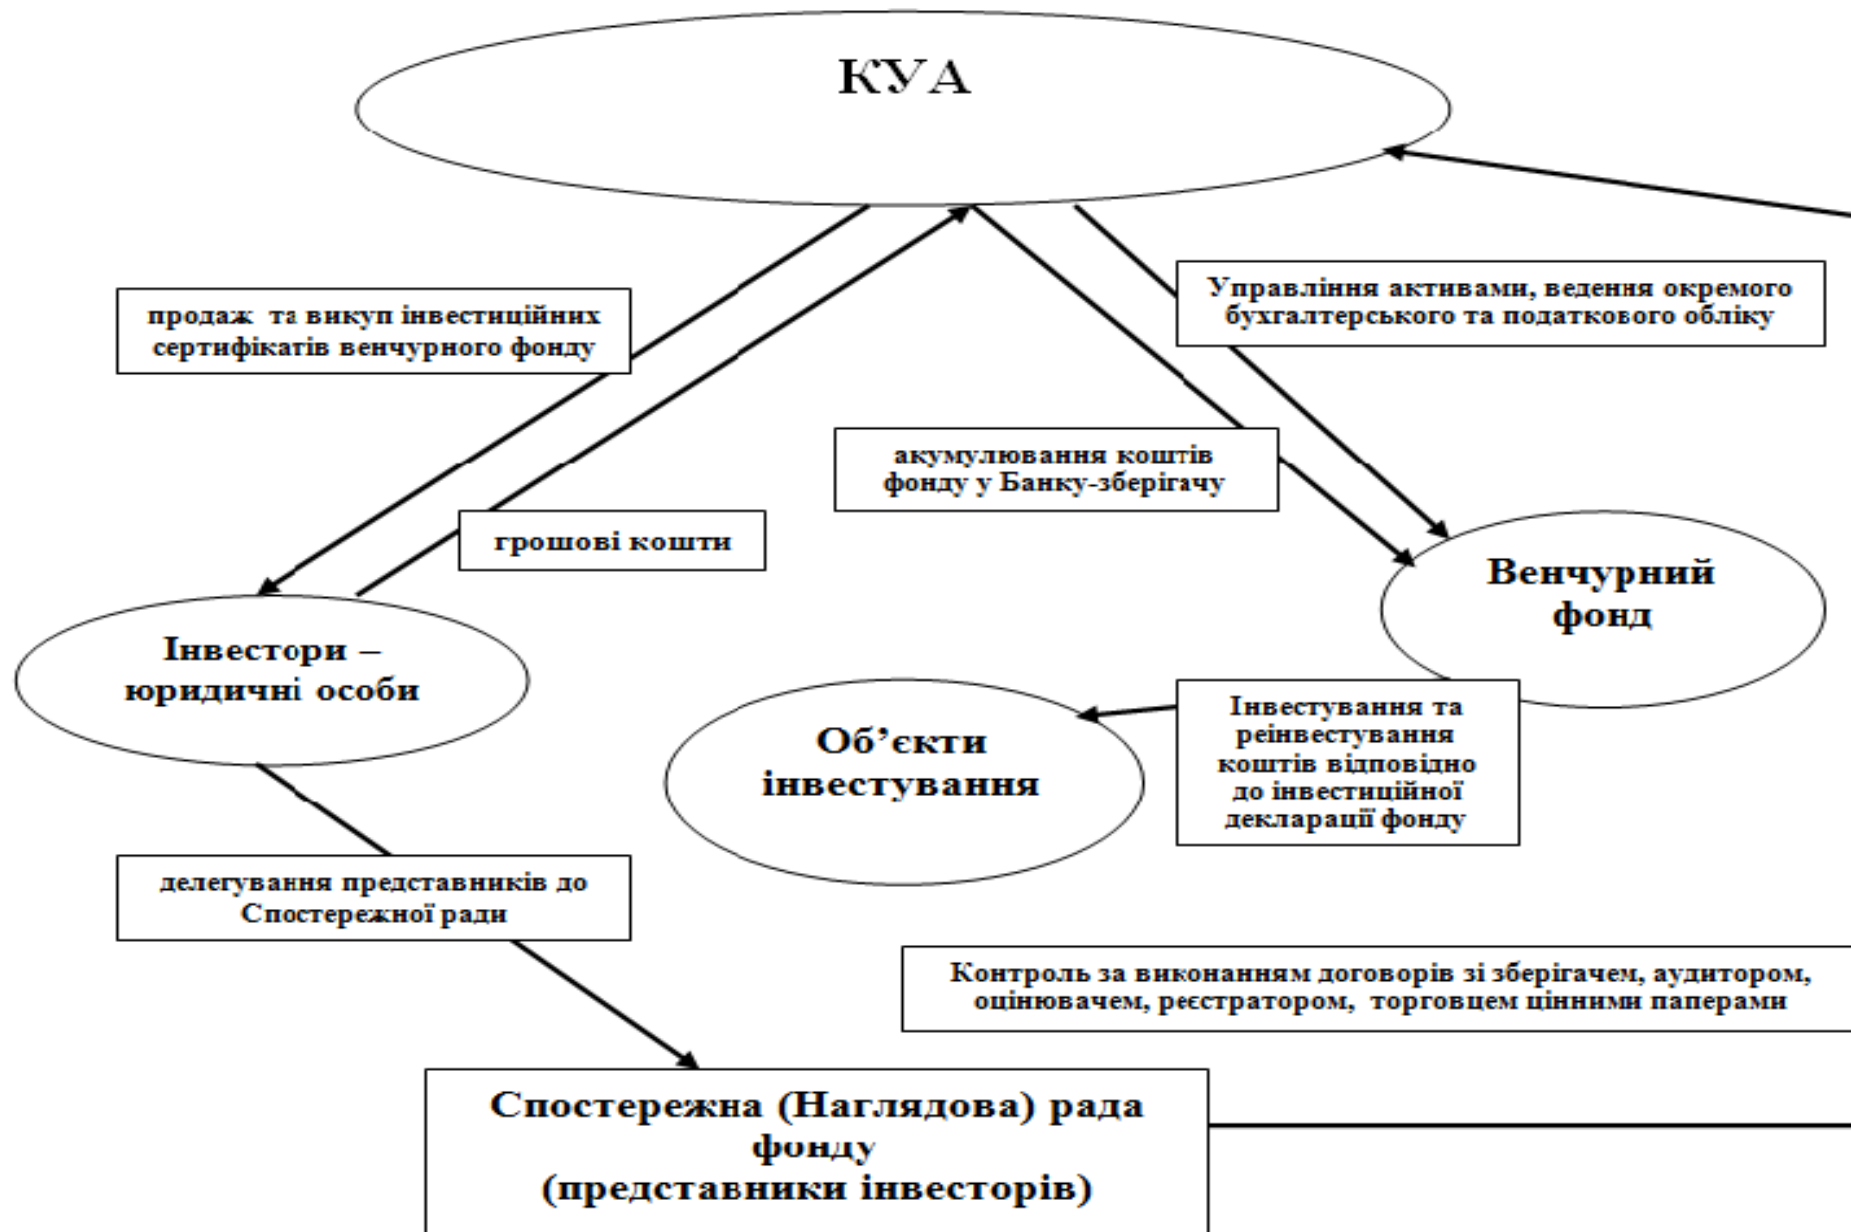 КУА
Управління активами, ведення окремого
бухгалтерського та податкового обліку
продаж та викуп інвестиційних
сертифікатів венчурного фонду
акумулювання коштів
фонду у Банку-зберігачу
грошові кошти
Венчурний
фонд
Інвестори –
юридичні особи
Об’єкти
інвестування
Інвестування та
реінвестування
коштів відповідно
до інвестиційної
декларації фонду
делегування представників до
Спостережної ради
Контроль за виконанням договорів зі зберігачем, аудитором,
оцінювачем, реєстратором, торговцем цінними паперами
Спостережна (Наглядова) рада
фонду
(представники інвесторів)